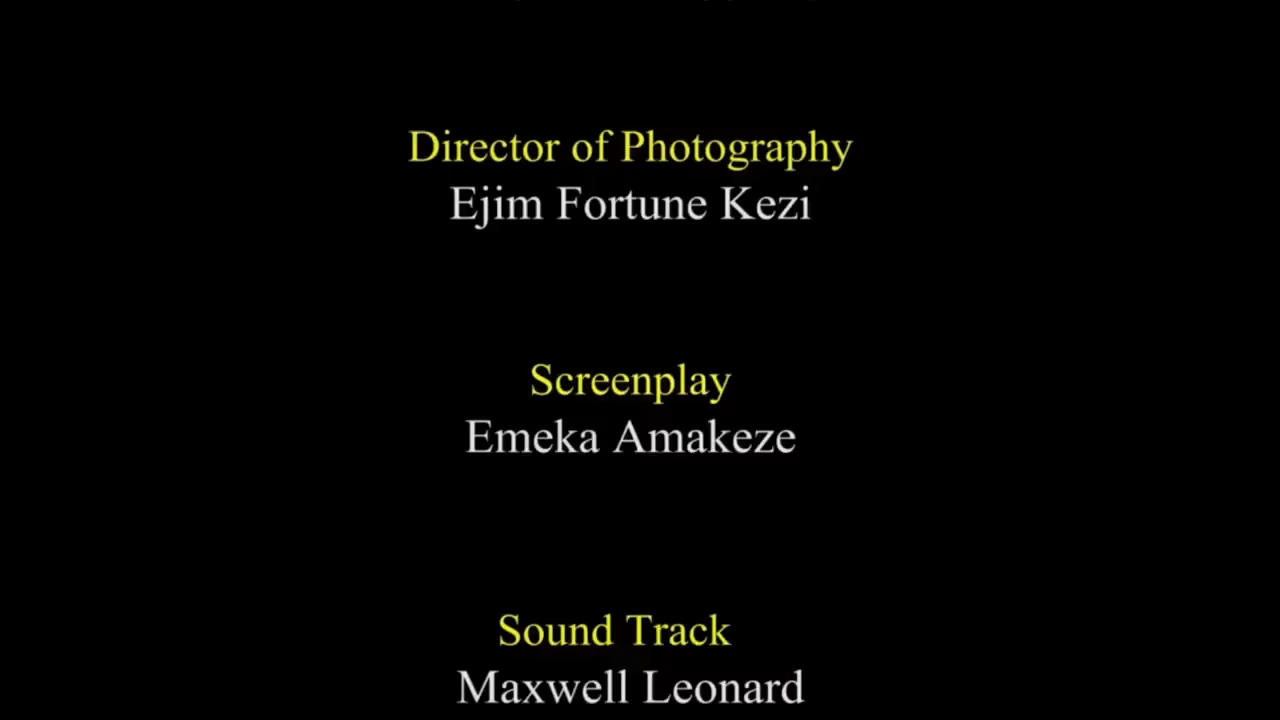 Director of Photography
Ejim Fortune Kezi
Screenplay
Emeka Amakeze
Sound Track
Maxwell Leonard